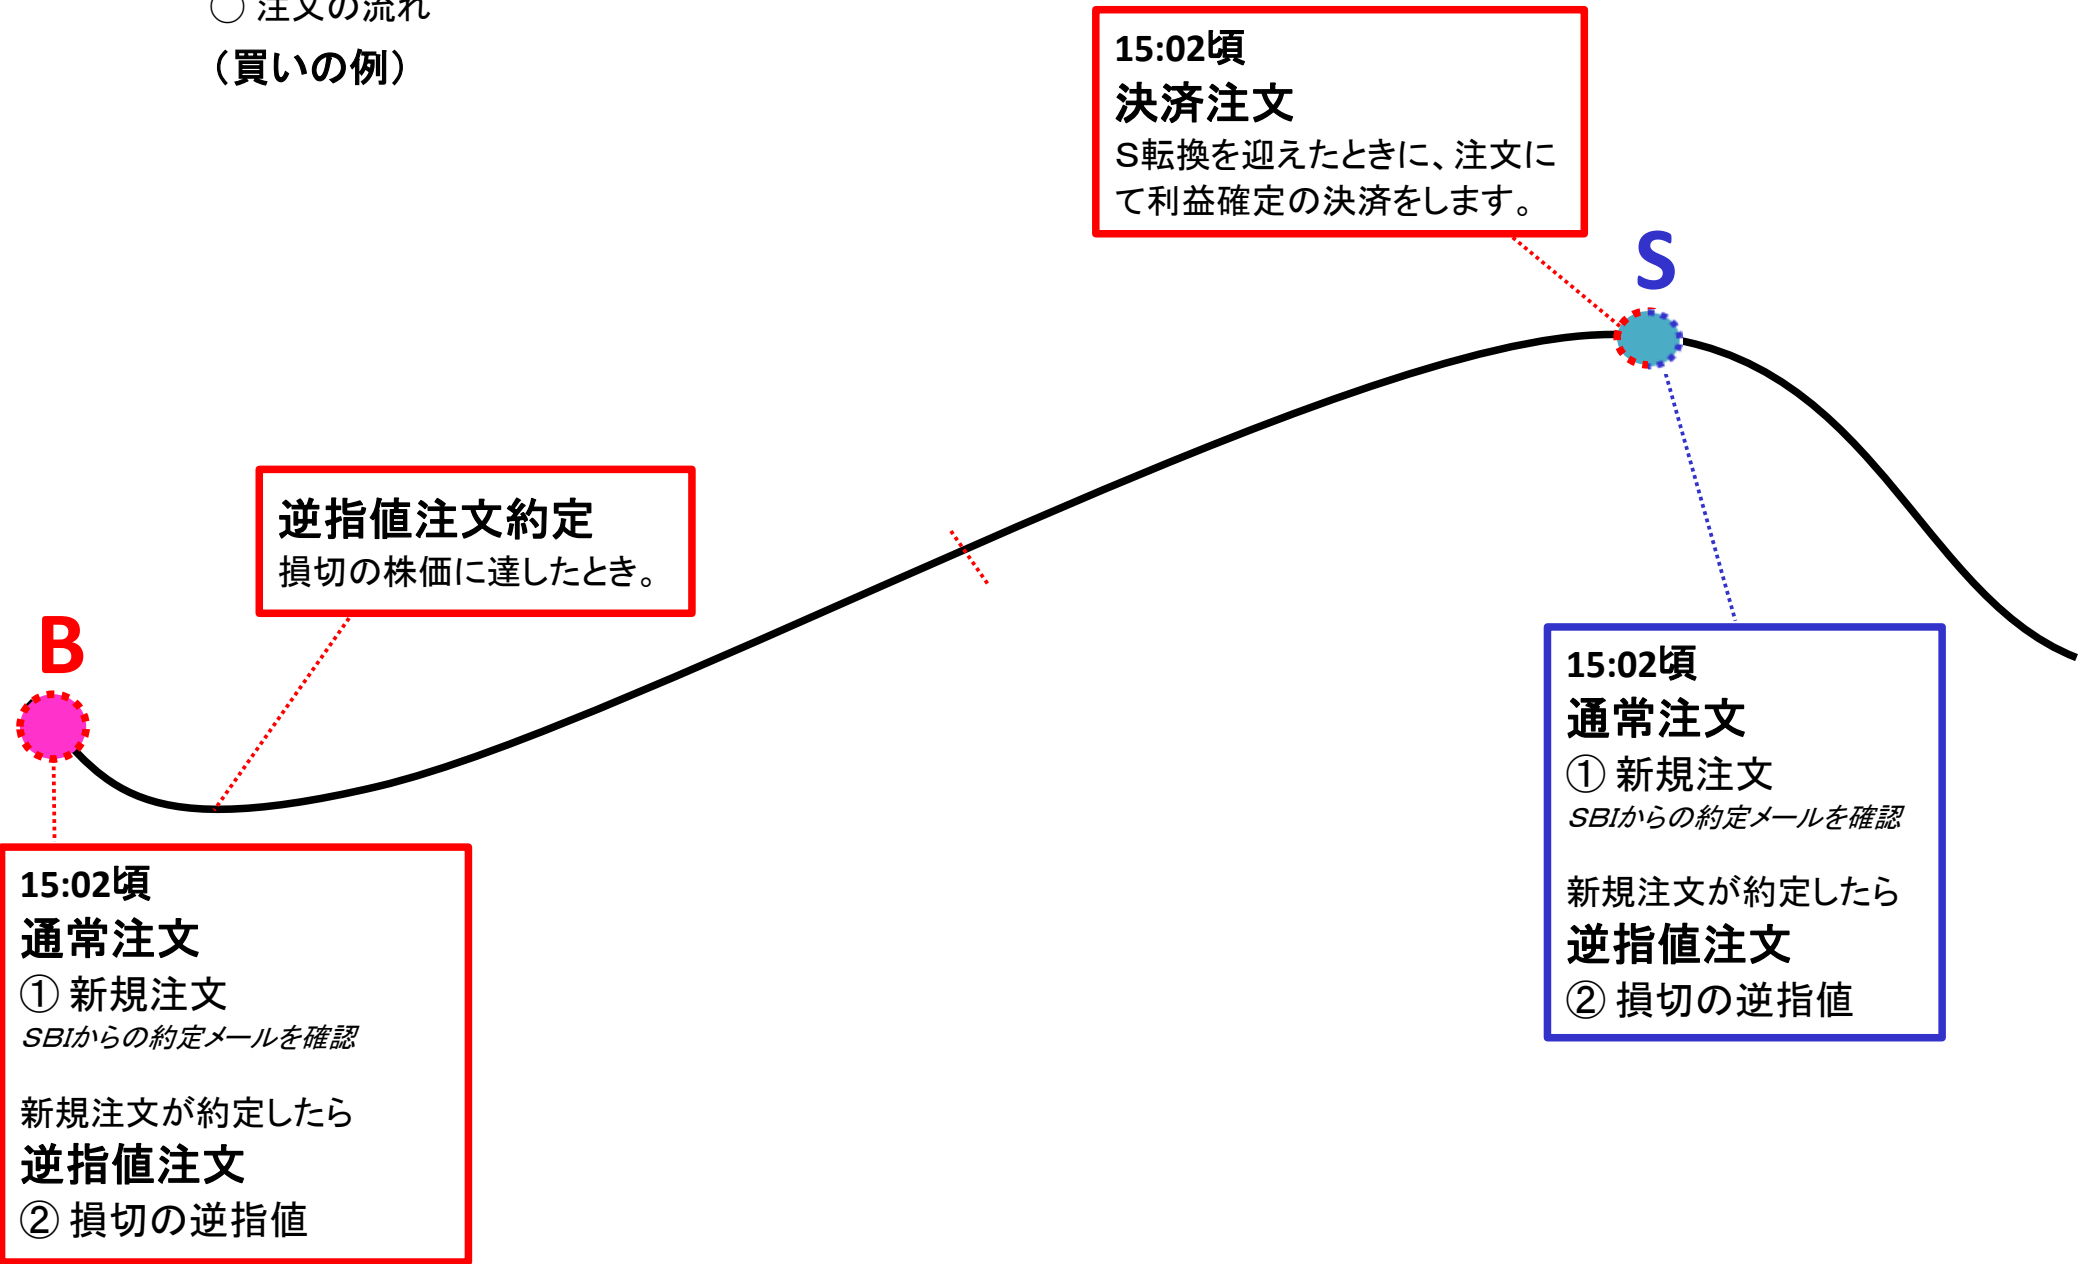 ○ 注文の流れ
（買いの例）
15:02頃
決済注文
S転換を迎えたときに、注文に
て利益確定の決済をします。
S
逆指値注文約定
損切の株価に達したとき。
B
15:02頃
通常注文
① 新規注文
SBIからの約定メールを確認
新規注文が約定したら
逆指値注文
② 損切の逆指値
15:02頃
通常注文
① 新規注文
SBIからの約定メールを確認
新規注文が約定したら
逆指値注文
② 損切の逆指値